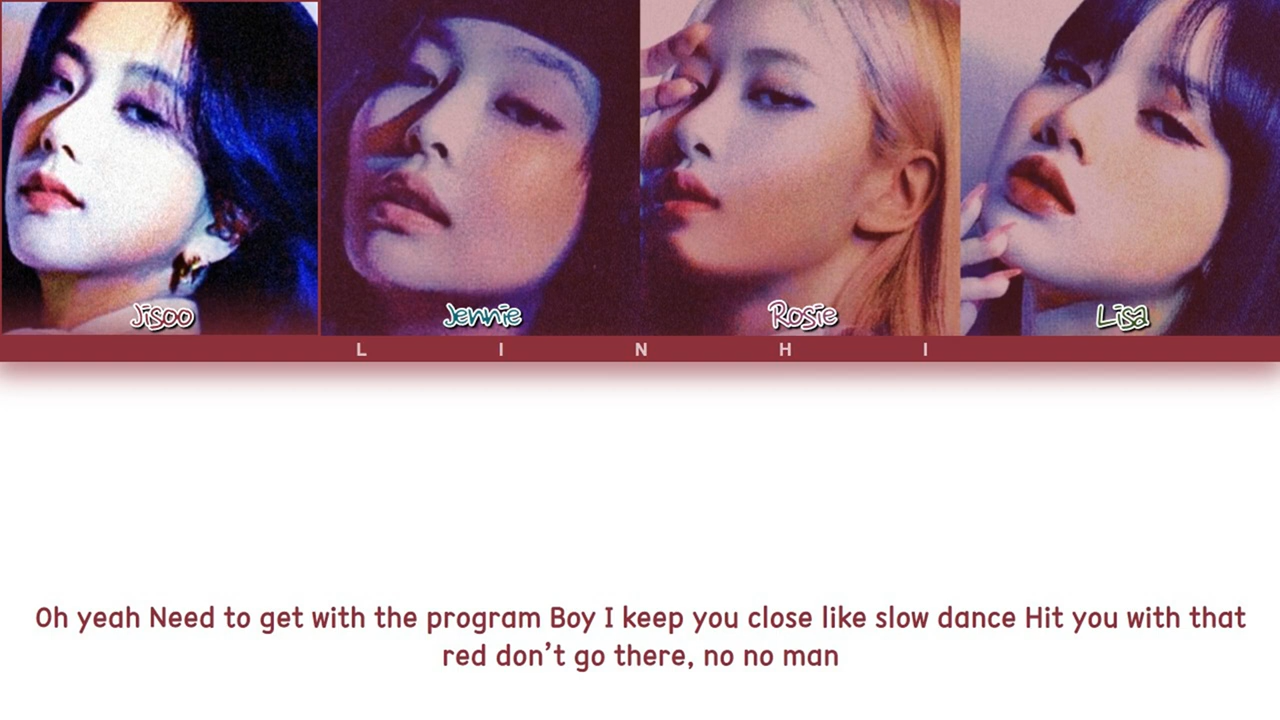 Jisoo Jennie Rosie Lisa
L I N H I
Oh yeah Need to get with the program Boy I keep you close like slow dance Hit you with that
red don't go there, no no man